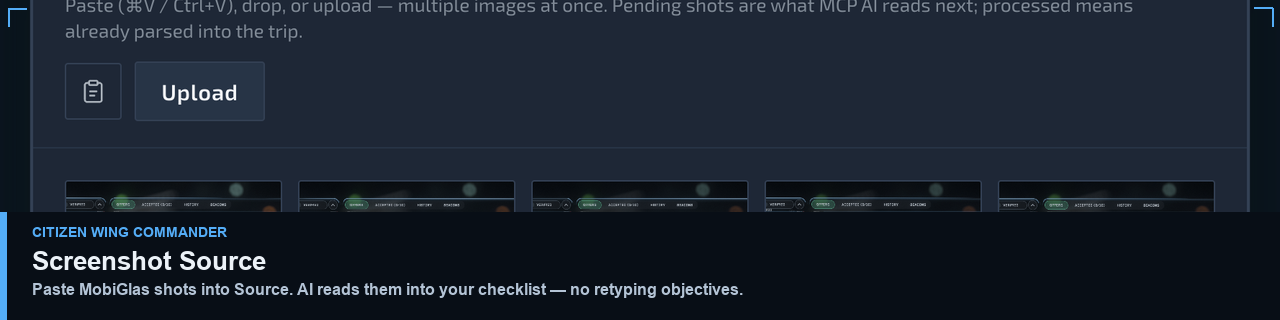 Paste (⌘V / Ctrl+V), drop, or upload — multiple images at once. Pending shots are what MCP AI reads next; processed means
already parsed into the trip.
Upload
CITIZEN WING COMMANDER
Screenshot Source
Paste MobiGlas shots into Source. AI reads them into your checklist — no retyping objectives.